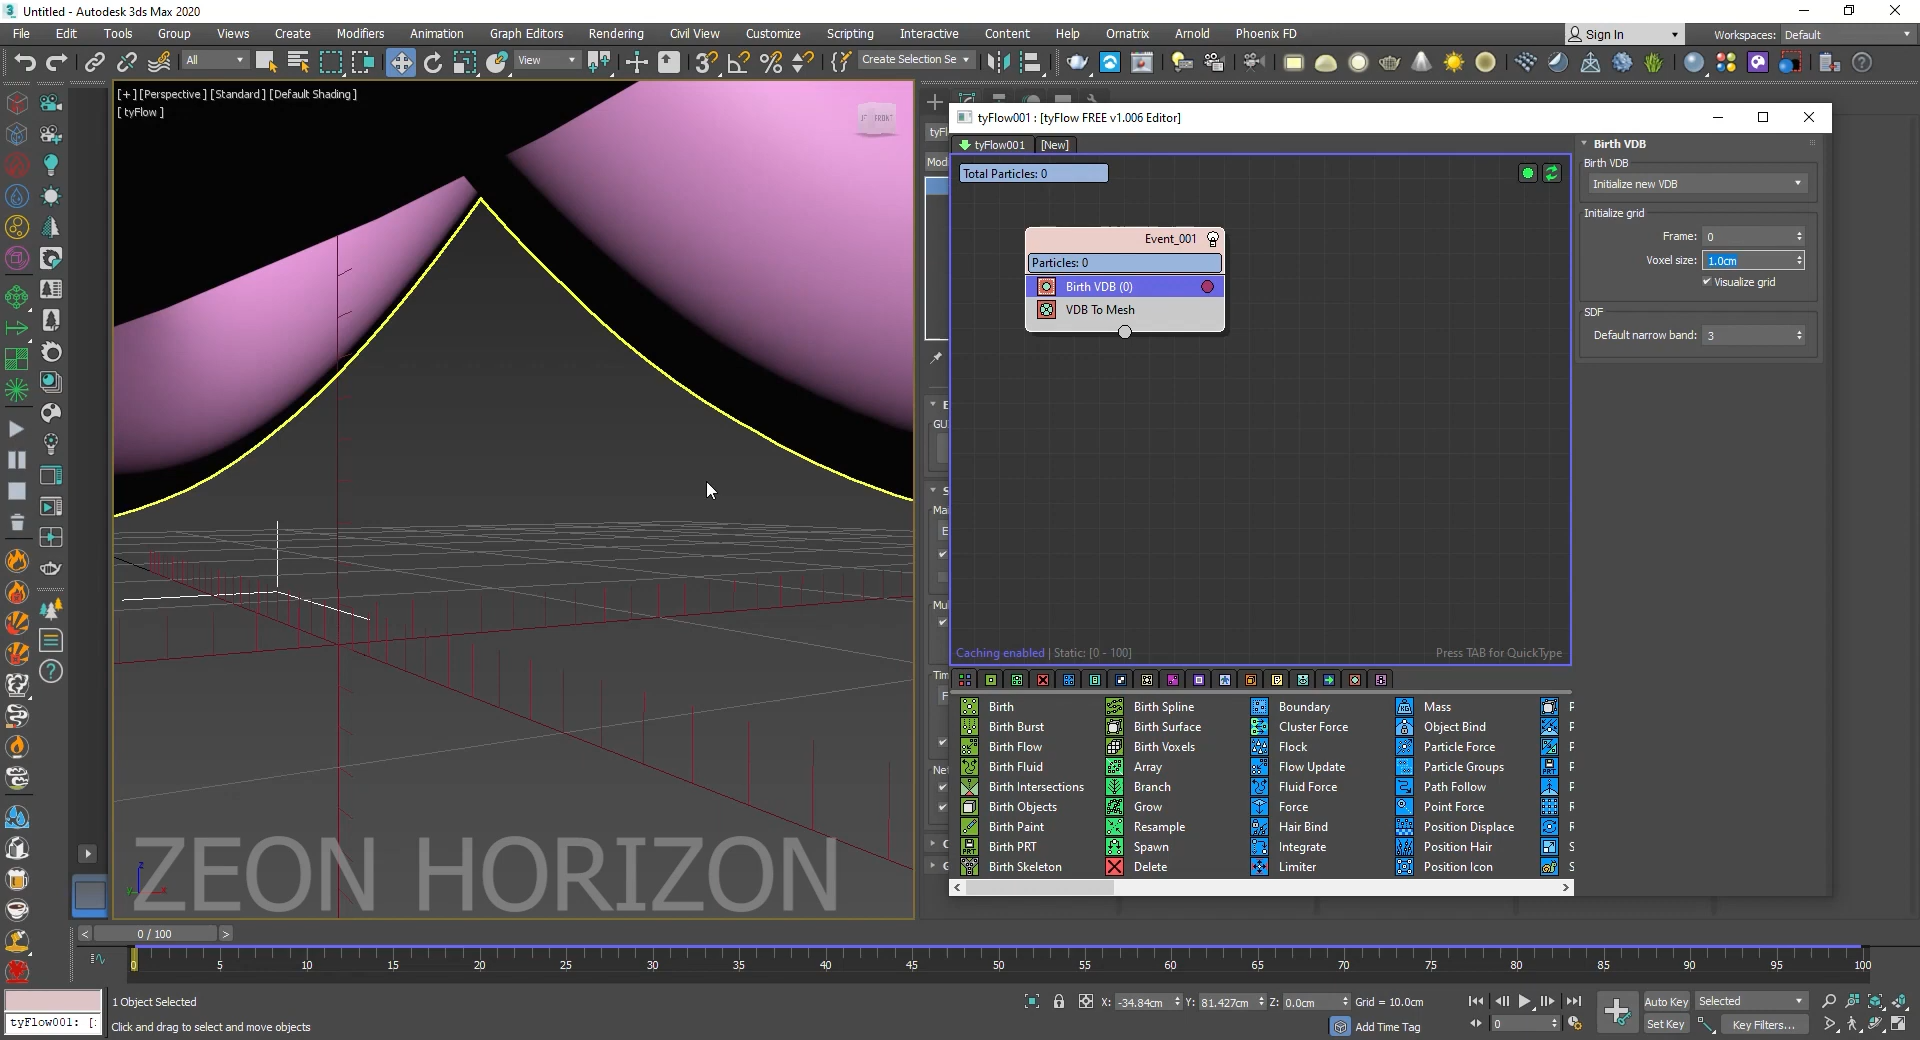 Untitled - Autodesk 3ds Max 2020
File Edit Tools Group Views Create Modifiers Animation Graph Editors Rendering Civil View Customize Scripting Interactive Content Help Ornatrix Arnold Phoenix FD
Sign In Workspaces: Default
All View Create Selection Se
[+] [Perspective] [Standard] [Default Shading]
[tyFlow]
FRONT
tyFlow001 : [tyFlow FREE v1.006 Editor]
tyFlow001 [New]
Total Particles: 0
Event_001
Particles: 0
Birth VDB (0)
VDB To Mesh
Caching enabled | Static: [0 - 100]
Press TAB for QuickType
Birth VDB
Birth VDB
Initialize new VDB
Initialize grid
Frame: 0
Voxel size: 1.0cm
Visualize grid
SDF
Default narrow band: 3
Birth Birth Spline Boundary Mass
Birth Burst Birth Surface Cluster Force Object Bind
Birth Flow Birth Voxels Flock Particle Force
Birth Fluid Array Flow Update Particle Groups
Birth Intersections Branch Fluid Force Path Follow
Birth Objects Grow Force Point Force
Birth Paint Resample Hair Bind Position Displace
Birth PRT Spawn Integrate Position Hair
Birth Skeleton Delete Limiter Position Icon
ZEON HORIZON
0 / 100
0 5 10 15 20 25 30 35 40 45 50 55 60 65 70 75 80 85 90 95 100
1 Object Selected
X: -34.84cm Y: 81.427cm Z: 0.0cm Grid = 10.0cm
Auto Key Selected
tyFlow001: [
Click and drag to select and move objects
Add Time Tag
0
Set Key Key Filters...